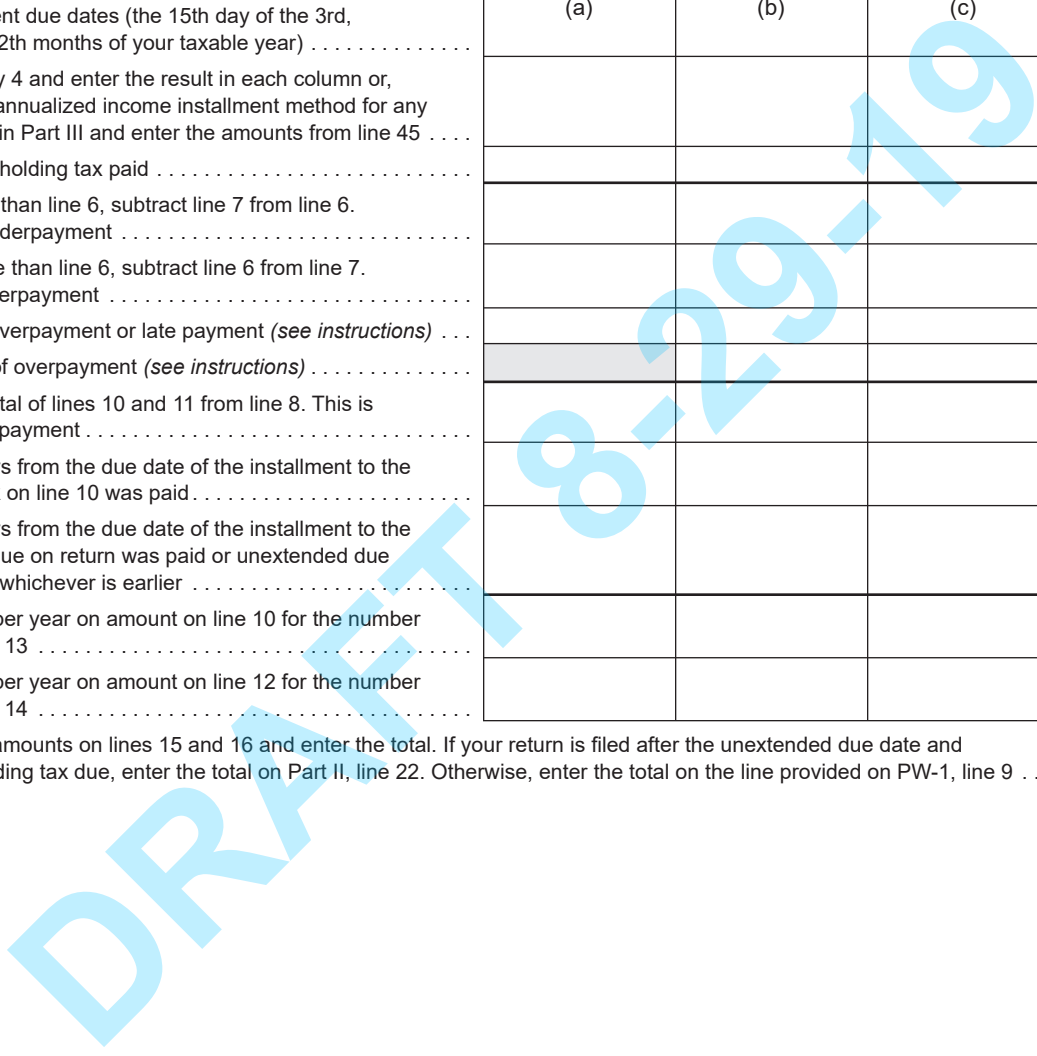 (a) (b) (c)
ent due dates (the 15th day of the 3rd,
2th months of your taxable year) . . . . . . . . . . . . . .
y 4 and enter the result in each column or,
annualized income installment method for any
in Part III and enter the amounts from line 45 . . . .
holding tax paid . . . . . . . . . . . . . . . . . . . . . . . . . . . .
than line 6, subtract line 7 from line 6.
derpayment . . . . . . . . . . . . . . . . . . . . . . . . . . . . . . .
e than line 6, subtract line 6 from line 7.
erpayment . . . . . . . . . . . . . . . . . . . . . . . . . . . . . . . .
verpayment or late payment (see instructions) . . .
of overpayment (see instructions) . . . . . . . . . . . . . .
tal of lines 10 and 11 from line 8. This is
payment . . . . . . . . . . . . . . . . . . . . . . . . . . . . . . . . . .
s from the due date of the installment to the
on line 10 was paid . . . . . . . . . . . . . . . . . . . . . . . .
s from the due date of the installment to the
ue on return was paid or unextended due
whichever is earlier . . . . . . . . . . . . . . . . . . . . . . . .
per year on amount on line 10 for the number
13 . . . . . . . . . . . . . . . . . . . . . . . . . . . . . . . . . . . . . . .
per year on amount on line 12 for the number
14 . . . . . . . . . . . . . . . . . . . . . . . . . . . . . . . . . . . . . . .
amounts on lines 15 and 16 and enter the total. If your return is filed after the unextended due date and
ding tax due, enter the total on Part II, line 22. Otherwise, enter the total on the line provided on PW-1, line 9 . .
DRAFT 8-29-19